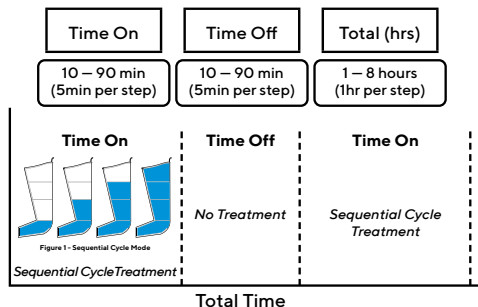 Time On
Time Off
Total (hrs)
10 – 90 min
(5min per step)
10 – 90 min
(5min per step)
1 – 8 hours
(1hr per step)
Time On
Time Off
Time On
No Treatment
Sequential Cycle
Treatment
Figure 1 - Sequential Cycle Mode
Sequential CycleTreatment
Total Time